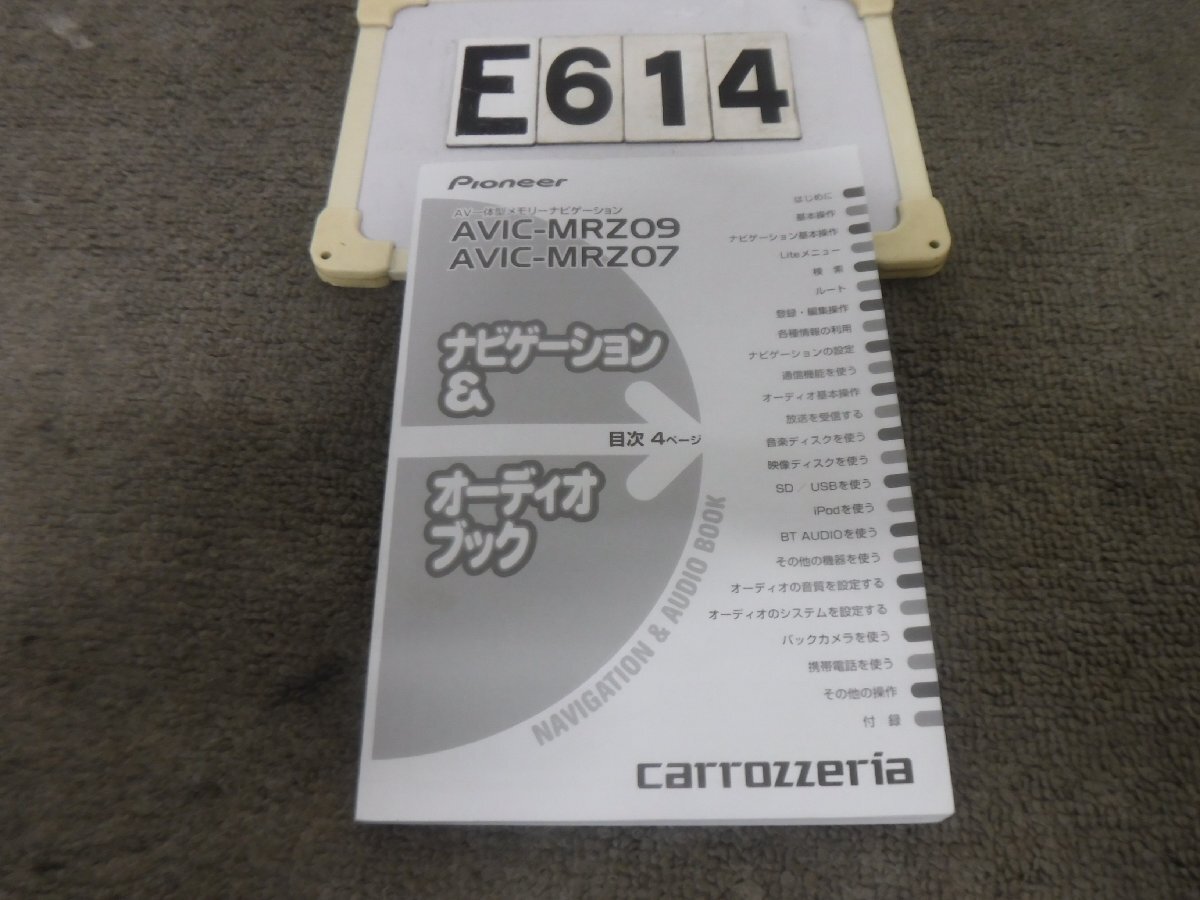 E614
Pioneer
AV一体型メモリーナビゲーション
AVIC-MRZ09
AVIC-MRZ07
ナビゲーション
&
目次 4ページ
オーディオ
ブック
NAVIGATION & AUDIO BOOK
はじめに
基本操作
ナビゲーション基本操作
Liteメニュー
検 索
ルート
登録・編集操作
各種情報の利用
ナビゲーションの設定
通信機能を使う
オーディオ基本操作
放送を受信する
音楽ディスクを使う
映像ディスクを使う
SD／USBを使う
iPodを使う
BT AUDIOを使う
その他の機器を使う
オーディオの音質を設定する
オーディオのシステムを設定する
バックカメラを使う
携帯電話を使う
その他の操作
付 録
carrozzeria